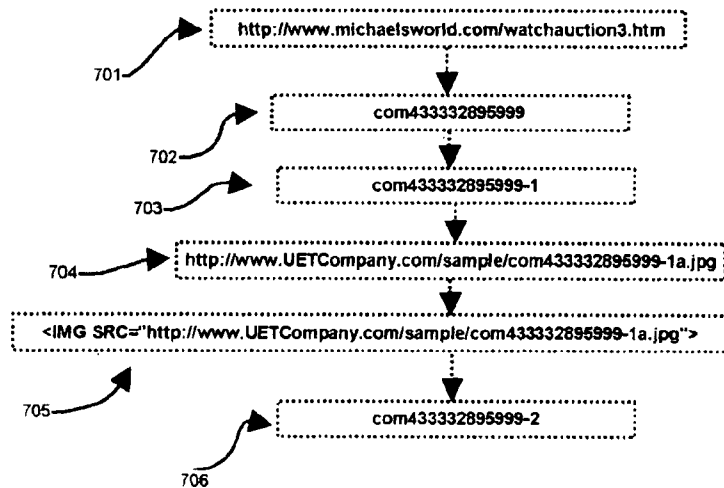 http://www.michaelsworld.com/watchauction3.htm
701
com433332895999
702
com433332895999-1
703
http://www.UETCompany.com/sample/com433332895999-1a.jpg
704
<IMG SRC="http://www.UETCompany.com/sample/com433332895999-1a.jpg">
705
com433332895999-2
706